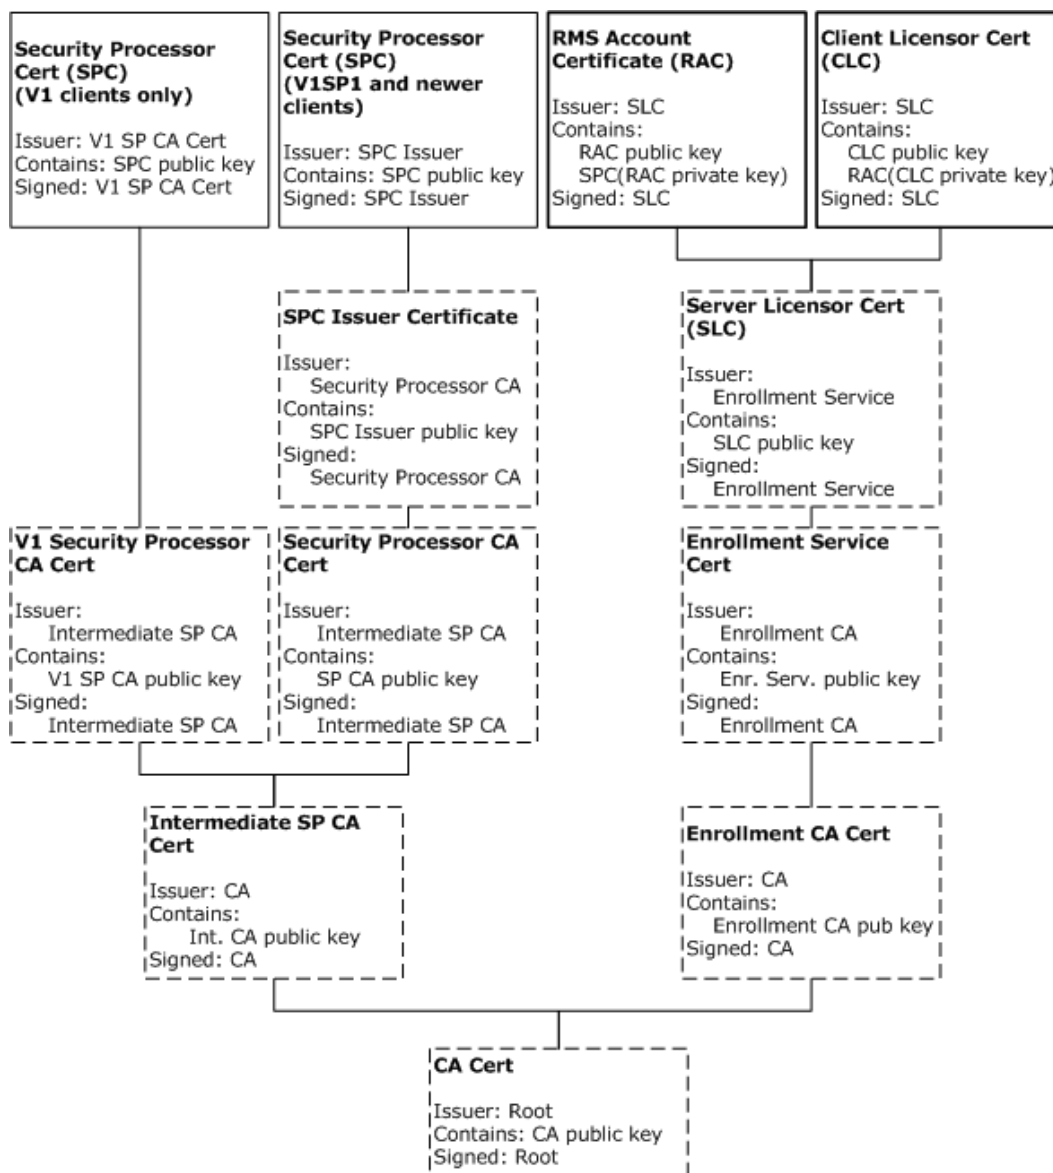 Security Processor
Cert (SPC)
(V1 clients only)
Issuer: V1 SP CA Cert
Contains: SPC public key
Signed: V1 SP CA Cert
Security Processor
Cert (SPC)
(V1SP1 and newer
clients)
Issuer: SPC Issuer
Contains: SPC public key
Signed: SPC Issuer
RMS Account
Certificate (RAC)
Issuer: SLC
Contains:
RAC public key
SPC(RAC private key)
Signed: SLC
Client Licensor Cert
(CLC)
Issuer: SLC
Contains:
CLC public key
RAC(CLC private key)
Signed: SLC
SPC Issuer Certificate
Issuer:
Security Processor CA
Contains:
SPC Issuer public key
Signed:
Security Processor CA
Server Licensor Cert
(SLC)
Issuer:
Enrollment Service
Contains:
SLC public key
Signed:
Enrollment Service
V1 Security Processor
CA Cert
Issuer:
Intermediate SP CA
Contains:
V1 SP CA public key
Signed:
Intermediate SP CA
Security Processor CA
Cert
Issuer:
Intermediate SP CA
Contains:
SP CA public key
Signed:
Intermediate SP CA
Enrollment Service
Cert
Issuer:
Enrollment CA
Contains:
Enr. Serv. public key
Signed:
Enrollment CA
Intermediate SP CA
Cert
Issuer: CA
Contains:
Int. CA public key
Signed: CA
Enrollment CA Cert
Issuer: CA
Contains:
Enrollment CA pub key
Signed: CA
CA Cert
Issuer: Root
Contains: CA public key
Signed: Root